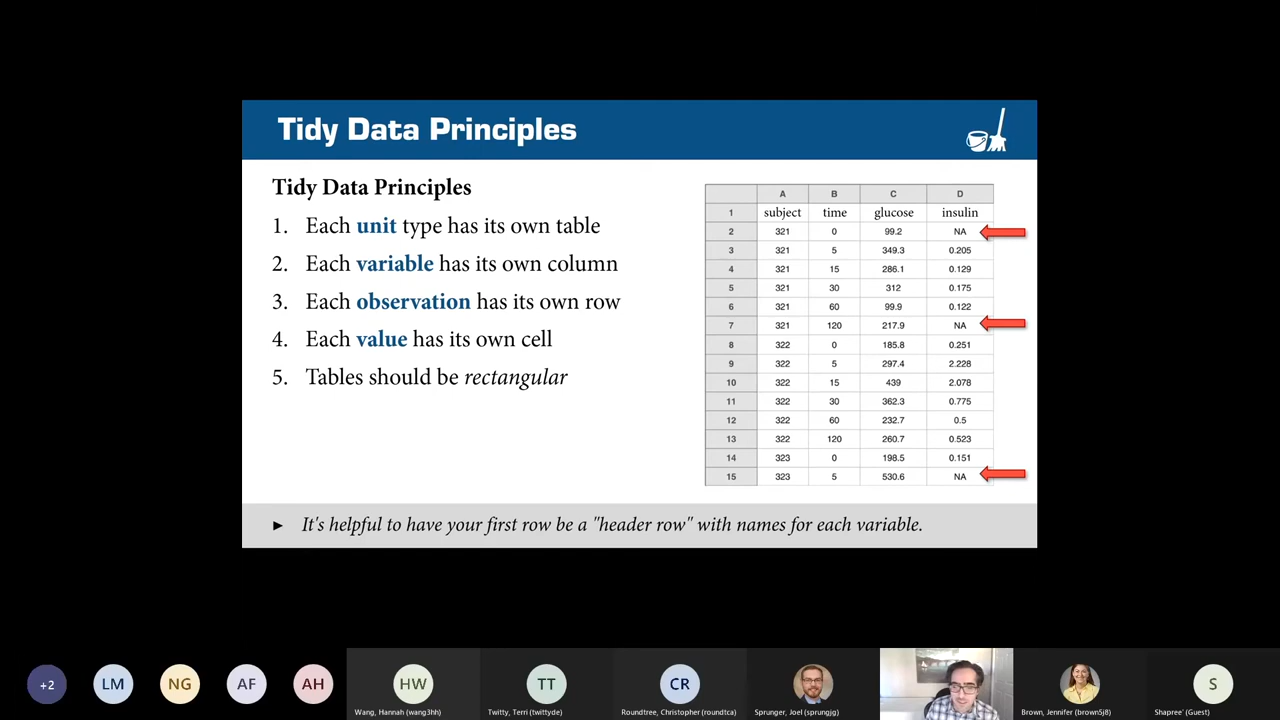 Tidy Data Principles
Tidy Data Principles
1. Each unit type has its own table
2. Each variable has its own column
3. Each observation has its own row
4. Each value has its own cell
5. Tables should be rectangular
A B C D
1 subject time glucose insulin
2 321 0 99.2 NA
3 321 5 349.3 0.205
4 321 15 286.1 0.129
5 321 30 312 0.175
6 321 60 99.9 0.122
7 321 120 217.9 NA
8 322 0 185.8 0.251
9 322 5 297.4 2.228
10 322 15 439 2.078
11 322 30 362.3 0.775
12 322 60 232.7 0.5
13 322 120 260.7 0.523
14 323 0 198.5 0.151
15 323 5 530.6 NA
► It's helpful to have your first row be a "header row" with names for each variable.
+2 LM NG AF AH HW TT CR S
Wang, Hannah (wang3hh) Twitty, Terri (twittyde) Roundtree, Christopher (roundtca) Sprunger, Joel (sprungjg) Brown, Jennifer (brown5j8) Shapree' (Guest)